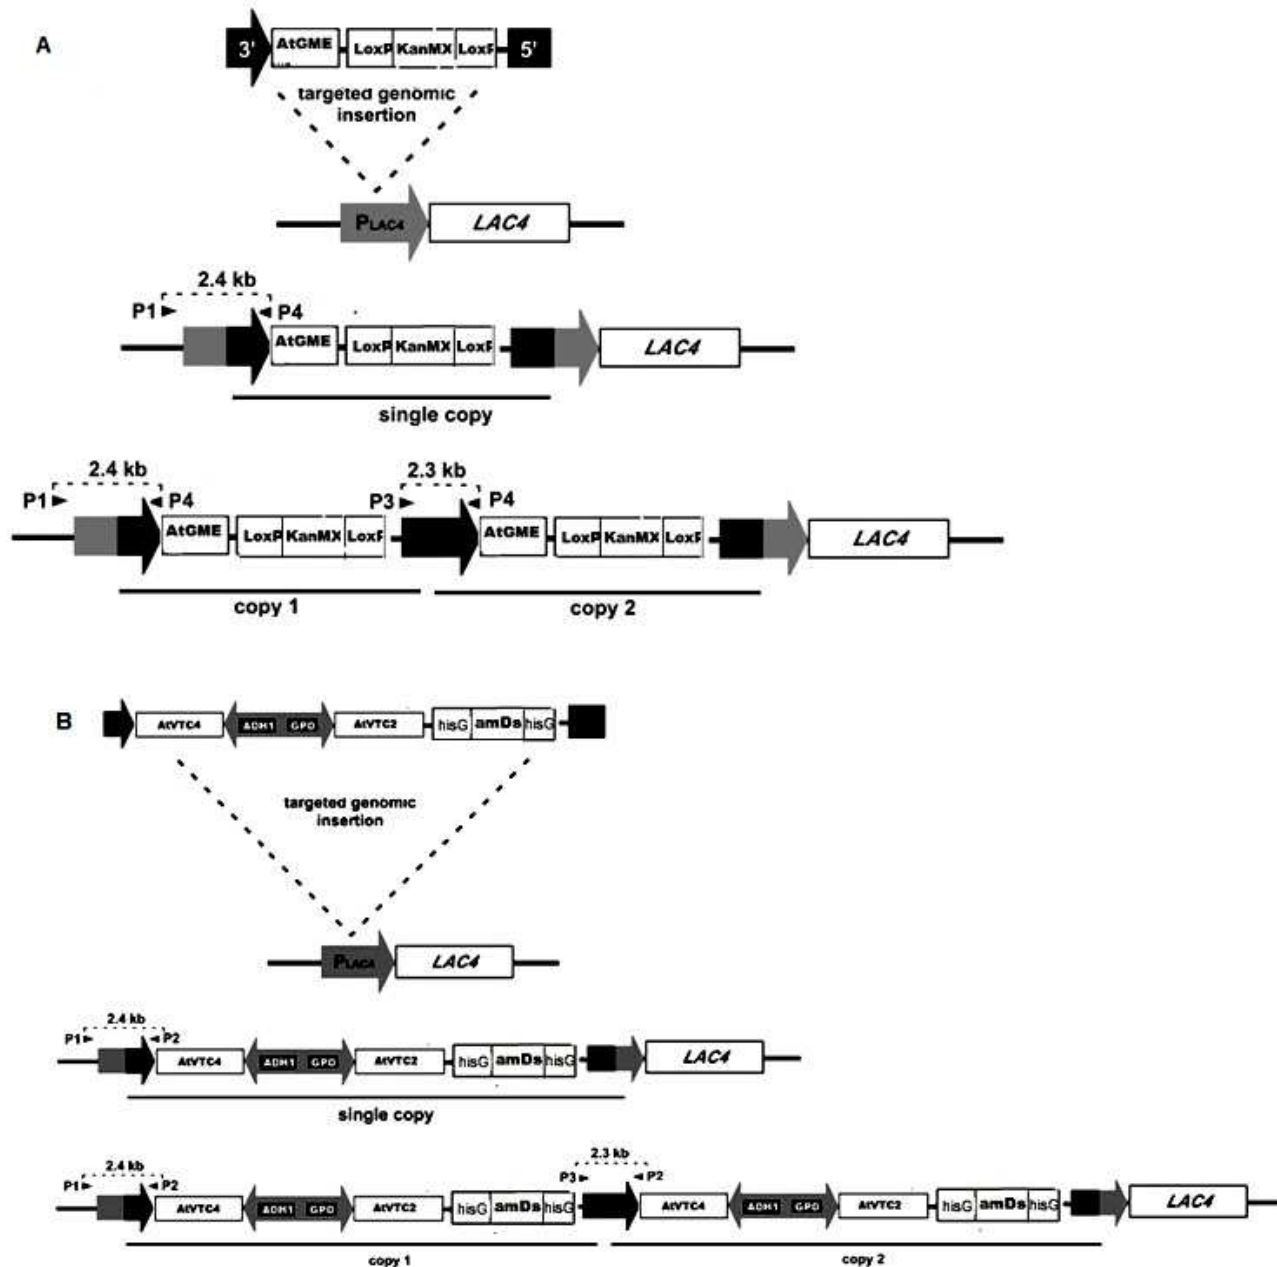 A
3' AtGME LoxP KanMX LoxP 5'
targeted genomic
insertion
PLAC4 LAC4
2.4 kb
P1 P4
AtGME LoxP KanMX LoxP LAC4
single copy
2.4 kb 2.3 kb
P1 P4 P3 P4
AtGME LoxP KanMX LoxP AtGME LoxP KanMX LoxP LAC4
copy 1 copy 2
B
AtVTC4 ADH1 GPD AtVTC2 hisG amDs hisG
targeted genomic
insertion
PLAC4 LAC4
2.4 kb
P1 P2
AtVTC4 ADH1 GPD AtVTC2 hisG amDs hisG LAC4
single copy
2.4 kb 2.3 kb
P1 P2 P3 P2
AtVTC4 ADH1 GPD AtVTC2 hisG amDs hisG AtVTC4 ADH1 GPD AtVTC2 hisG amDs hisG LAC4
copy 1 copy 2